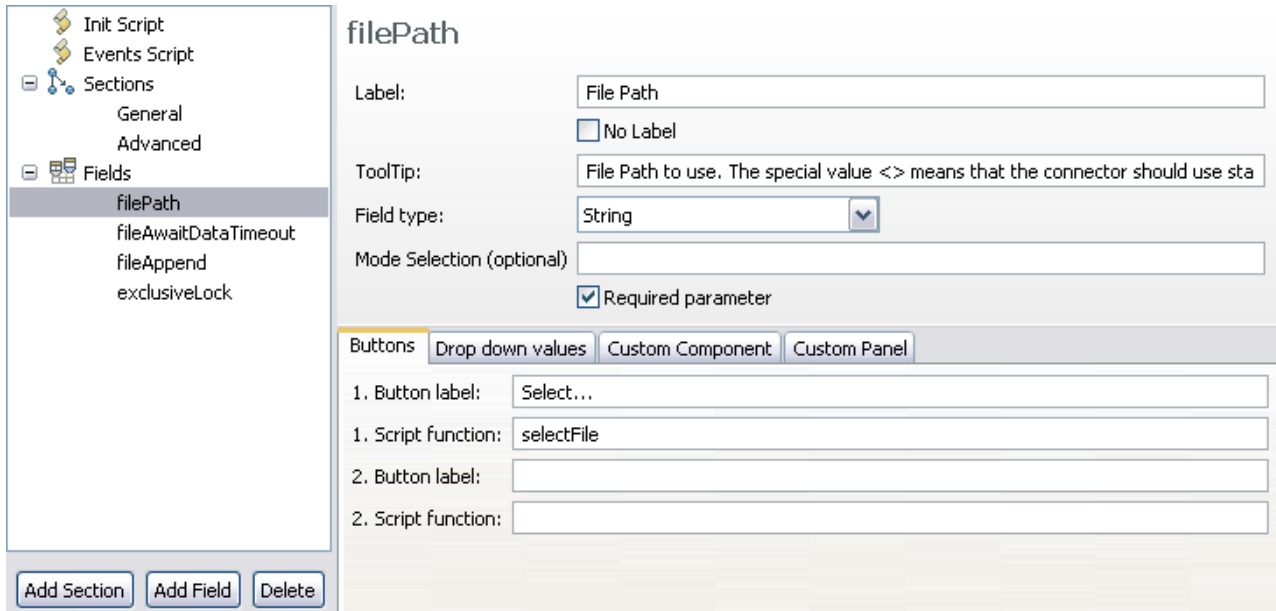 Init Script
Events Script
Sections
General
Advanced
Fields
filePath
fileAwaitDataTimeout
fileAppend
exclusiveLock
Add Section Add Field Delete
filePath
Label: File Path
No Label
ToolTip: File Path to use. The special value <> means that the connector should use sta
Field type: String
Mode Selection (optional)
Required parameter
Buttons Drop down values Custom Component Custom Panel
1. Button label: Select...
1. Script function: selectFile
2. Button label:
2. Script function: